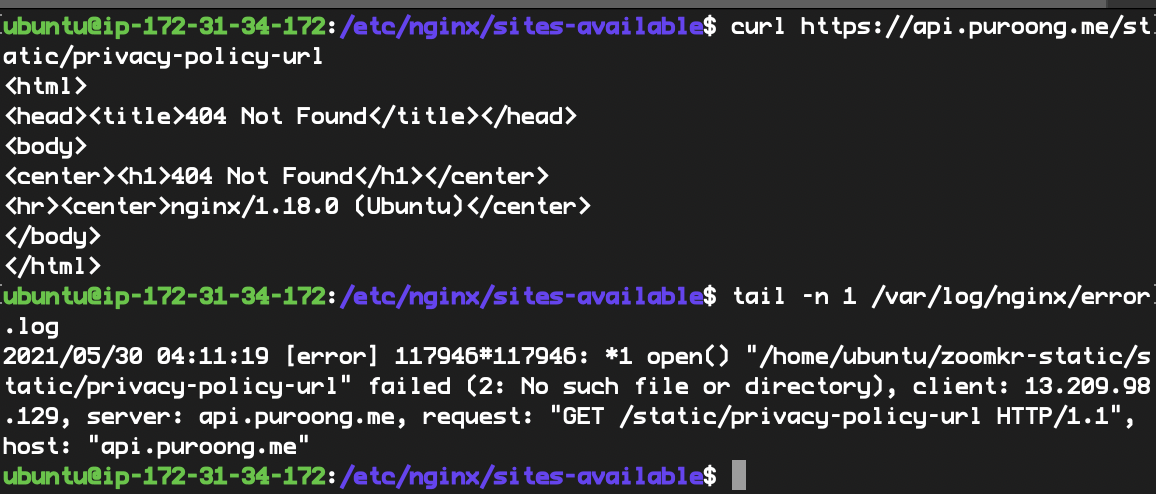 ubuntu@ip-172-31-34-172:/etc/nginx/sites-available$ curl https://api.puroong.me/st
atic/privacy-policy-url
<html>
<head><title>404 Not Found</title></head>
<body>
<center><h1>404 Not Found</h1></center>
<hr><center>nginx/1.18.0 (Ubuntu)</center>
</body>
</html>
ubuntu@ip-172-31-34-172:/etc/nginx/sites-available$ tail -n 1 /var/log/nginx/error
.log
2021/05/30 04:11:19 [error] 117946#117946: *1 open() "/home/ubuntu/zoomkr-static/s
tatic/privacy-policy-url" failed (2: No such file or directory), client: 13.209.98
.129, server: api.puroong.me, request: "GET /static/privacy-policy-url HTTP/1.1",
host: "api.puroong.me"
ubuntu@ip-172-31-34-172:/etc/nginx/sites-available$